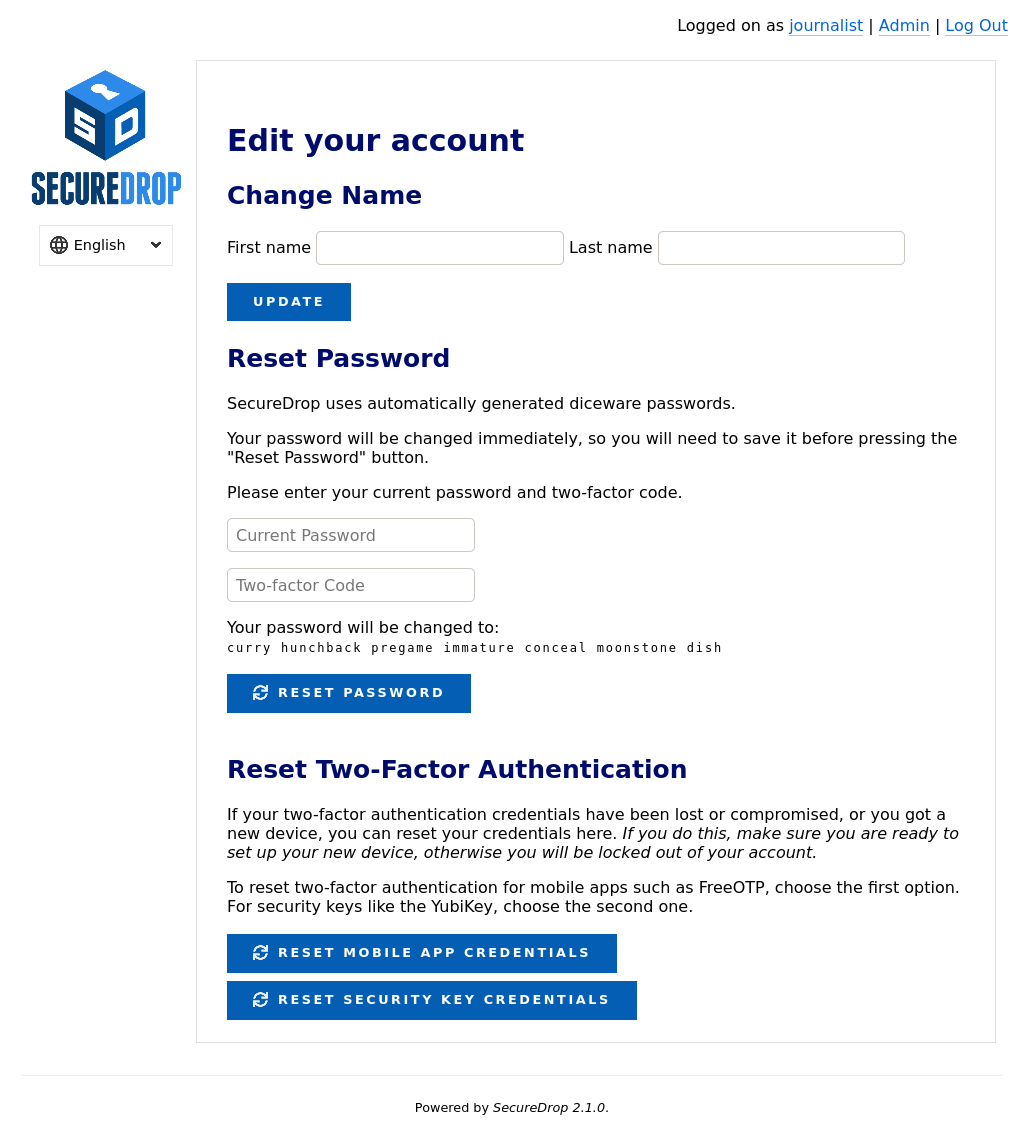 Logged on as journalist | Admin | Log Out
SD
SECUREDROP
English
Edit your account
Change Name
First name Last name
UPDATE
Reset Password
SecureDrop uses automatically generated diceware passwords.
Your password will be changed immediately, so you will need to save it before pressing the
"Reset Password" button.
Please enter your current password and two-factor code.
Current Password
Two-factor Code
Your password will be changed to:
curry hunchback pregame immature conceal moonstone dish
RESET PASSWORD
Reset Two-Factor Authentication
If your two-factor authentication credentials have been lost or compromised, or you got a
new device, you can reset your credentials here. If you do this, make sure you are ready to
set up your new device, otherwise you will be locked out of your account.
To reset two-factor authentication for mobile apps such as FreeOTP, choose the first option.
For security keys like the YubiKey, choose the second one.
RESET MOBILE APP CREDENTIALS
RESET SECURITY KEY CREDENTIALS
Powered by SecureDrop 2.1.0.